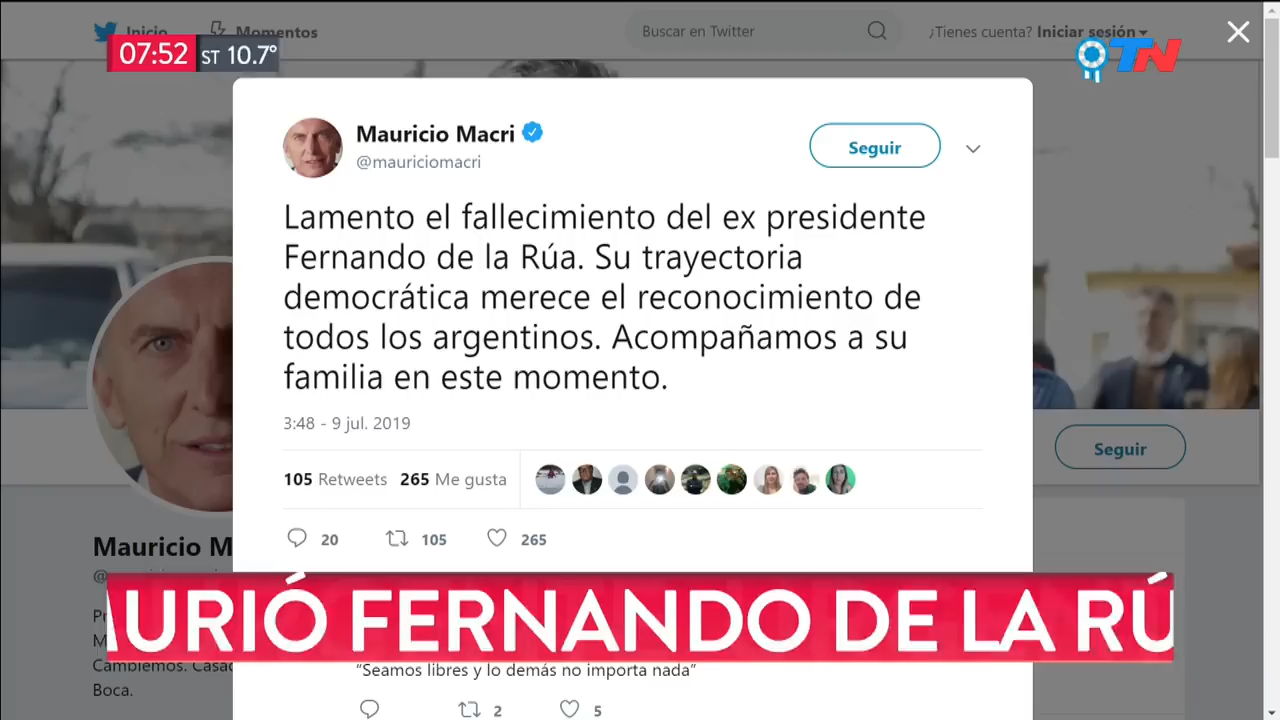 Inicio
Momentos
Buscar en Twitter
¿Tienes cuenta? Iniciar sesión
07:52
ST 10.7°
TN
Mauricio Macri
@mauriciomacri
Seguir
Lamento el fallecimiento del ex presidente
Fernando de la Rúa. Su trayectoria
democrática merece el reconocimiento de
todos los argentinos. Acompañamos a su
familia en este momento.
3:48 - 9 jul. 2019
105 Retweets 265 Me gusta
20 105 265
Seguir
Mauricio M
@
URIÓ FERNANDO DE LA RÚ
Cambiemos. Casad
Boca.
“Seamos libres y lo demás no importa nada”
2 5